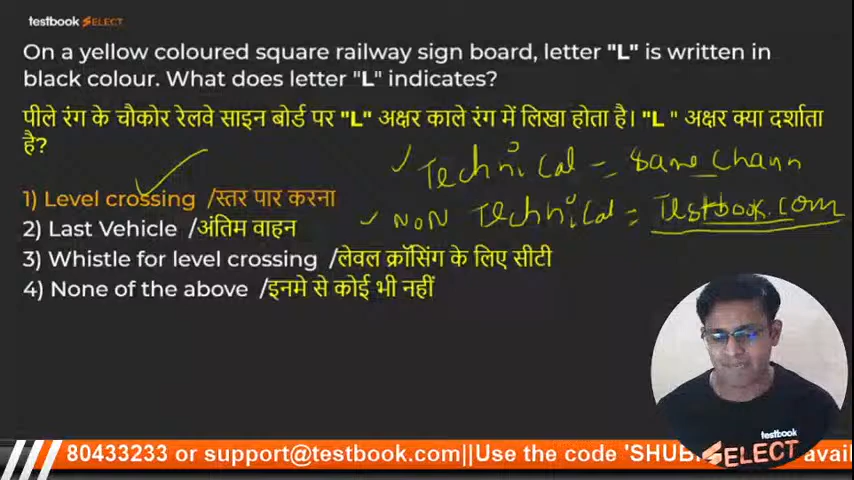 testbook SELECT
On a yellow coloured square railway sign board, letter "L" is written in
black colour. What does letter "L" indicates?
पीले रंग के चौकोर रेलवे साइन बोर्ड पर "L" अक्षर काले रंग में लिखा होता है। "L " अक्षर क्या दर्शाता
है?
Technical = Same Chann
1) Level crossing /स्तर पार करना
NON Technical = Testbook.com
2) Last Vehicle /अंतिम वाहन
3) Whistle for level crossing /लेवल क्रॉसिंग के लिए सीटी
4) None of the above /इनमे से कोई भी नहीं
testbook
SELECT
80433233 or support@testbook.com||Use the code 'SHUB avai